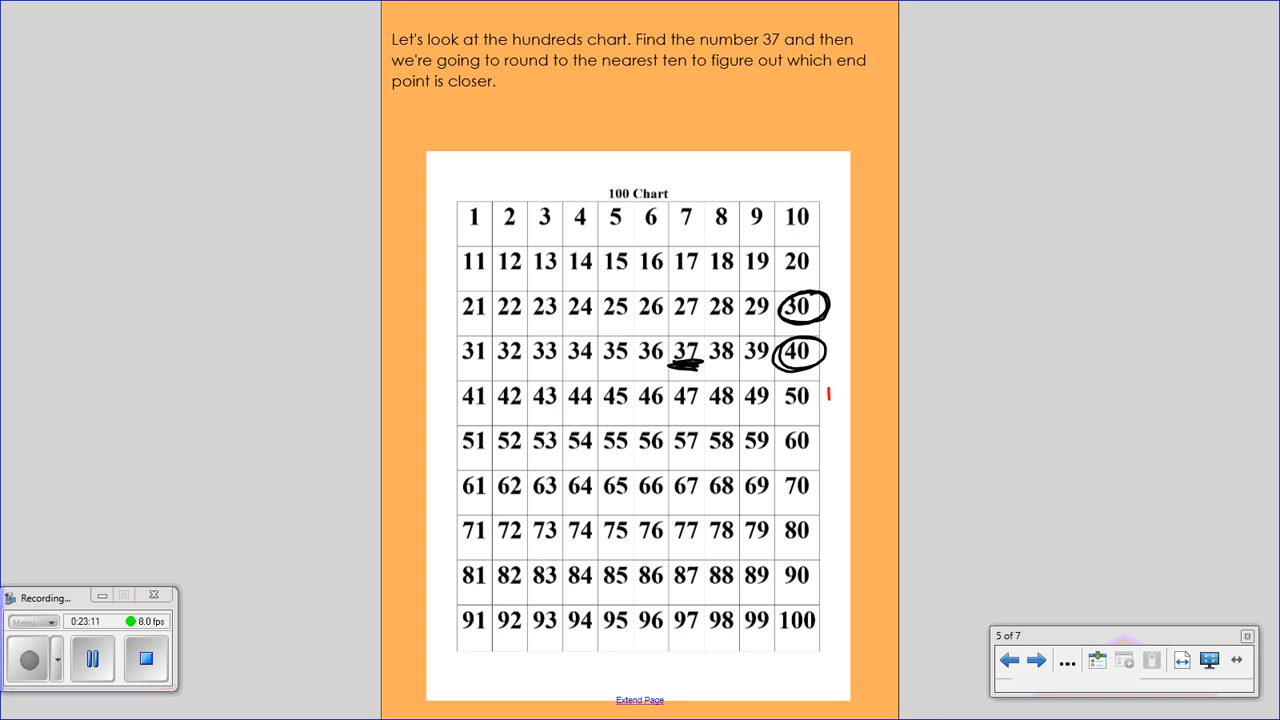 Let's look at the hundreds chart. Find the number 37 and then
we're going to round to the nearest ten to figure out which end
point is closer.
100 Chart
1 2 3 4 5 6 7 8 9 10
11 12 13 14 15 16 17 18 19 20
21 22 23 24 25 26 27 28 29 30
31 32 33 34 35 36 37 38 39 40
41 42 43 44 45 46 47 48 49 50
51 52 53 54 55 56 57 58 59 60
61 62 63 64 65 66 67 68 69 70
71 72 73 74 75 76 77 78 79 80
81 82 83 84 85 86 87 88 89 90
91 92 93 94 95 96 97 98 99 100
Extend Page
Recording...
Menu 0:23:11 8.0 fps
5 of 7